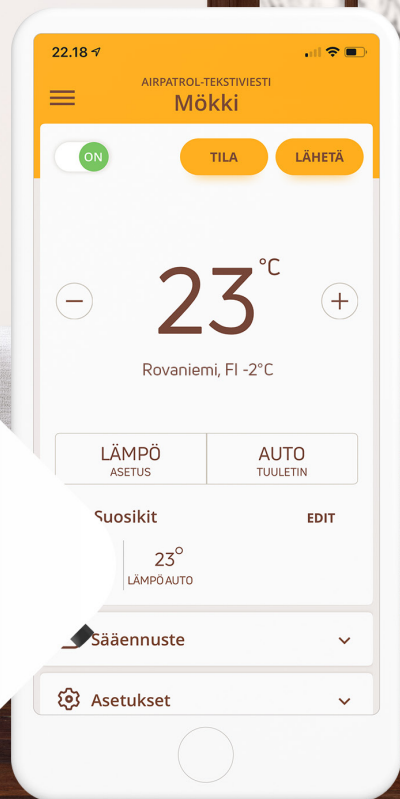 22.18
AIRPATROL-TEKSTIVIESTI
Mökki
ON
TILA
LÄHETÄ
23°C
Rovaniemi, FI -2°C
LÄMPÖ
ASETUS
AUTO
TUULETIN
Suosikit
EDIT
23°
LÄMPÖ AUTO
Sääennuste
Asetukset